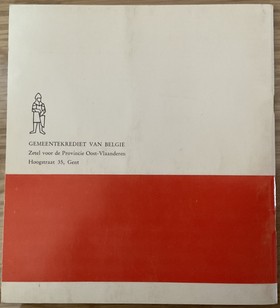 GEMEENTEKREDIET VAN BELGIE
Zetel voor de Provincie Oost-Vlaanderen
Hoogstraat 35, Gent